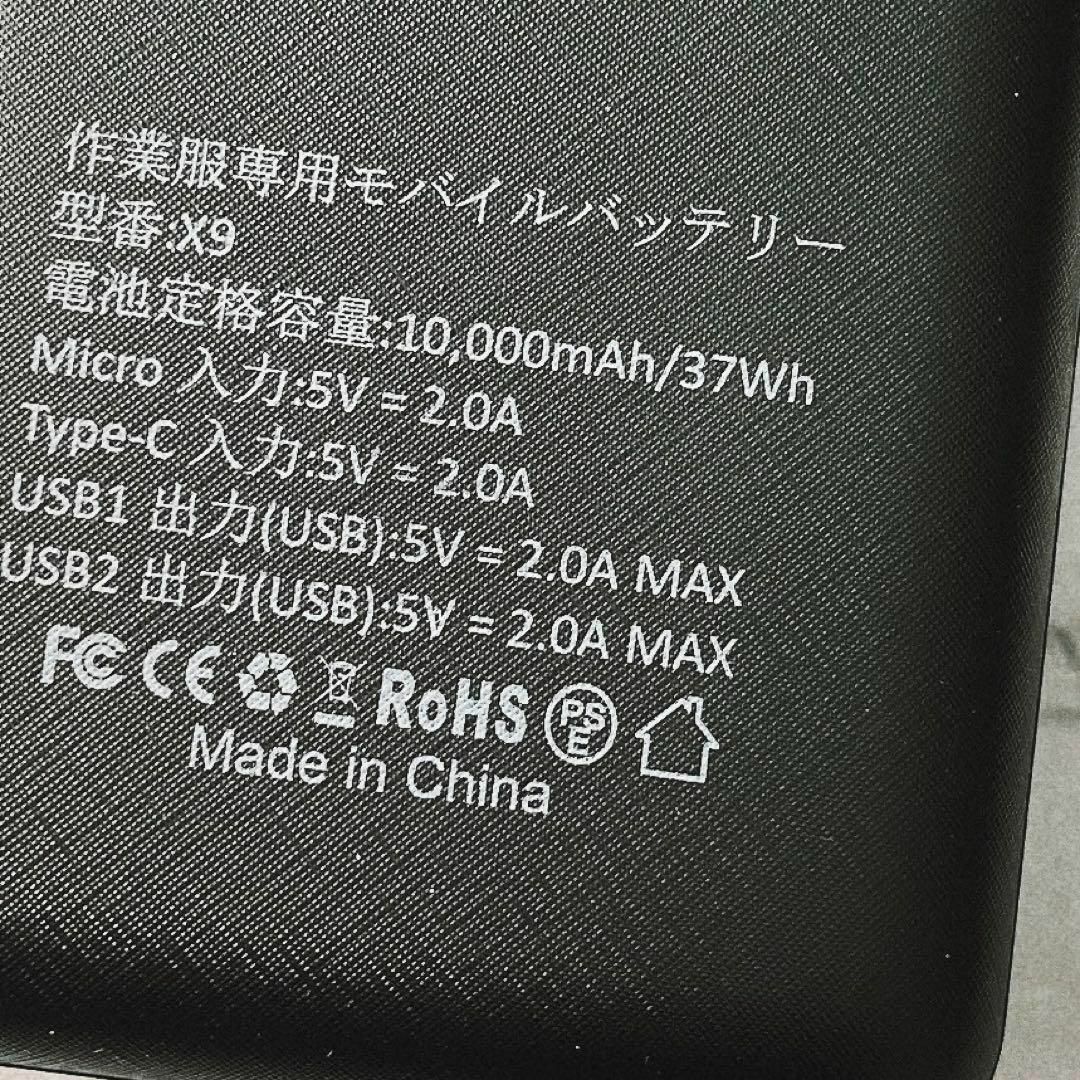 作業服専用モバイルバッテリー
型番:X9
電池定格容量:10,000mAh/37Wh
Micro 入力:5V = 2.0A
Type-C 入力:5V = 2.0A
USB1 出力(USB):5V = 2.0A MAX
USB2 出力(USB):5V = 2.0A MAX
FC CE RoHS PSE
Made in China